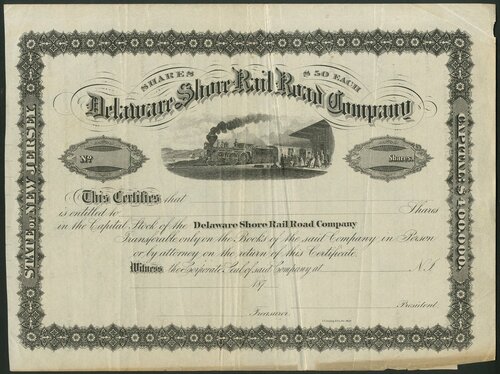 SHARES $50 EACH
Delaware Shore Rail Road Company
No. Shares.
STATE OF NEW JERSEY.
This Certifies that
is entitled to Shares
in the Capital Stock of the Delaware Shore Rail Road Company
Transferable only on the Books of the said Company in Person
or by attorney on the return of this Certificate.
Witness the Corporate Seal of said Company at N.J.
187
President.
Treasurer.